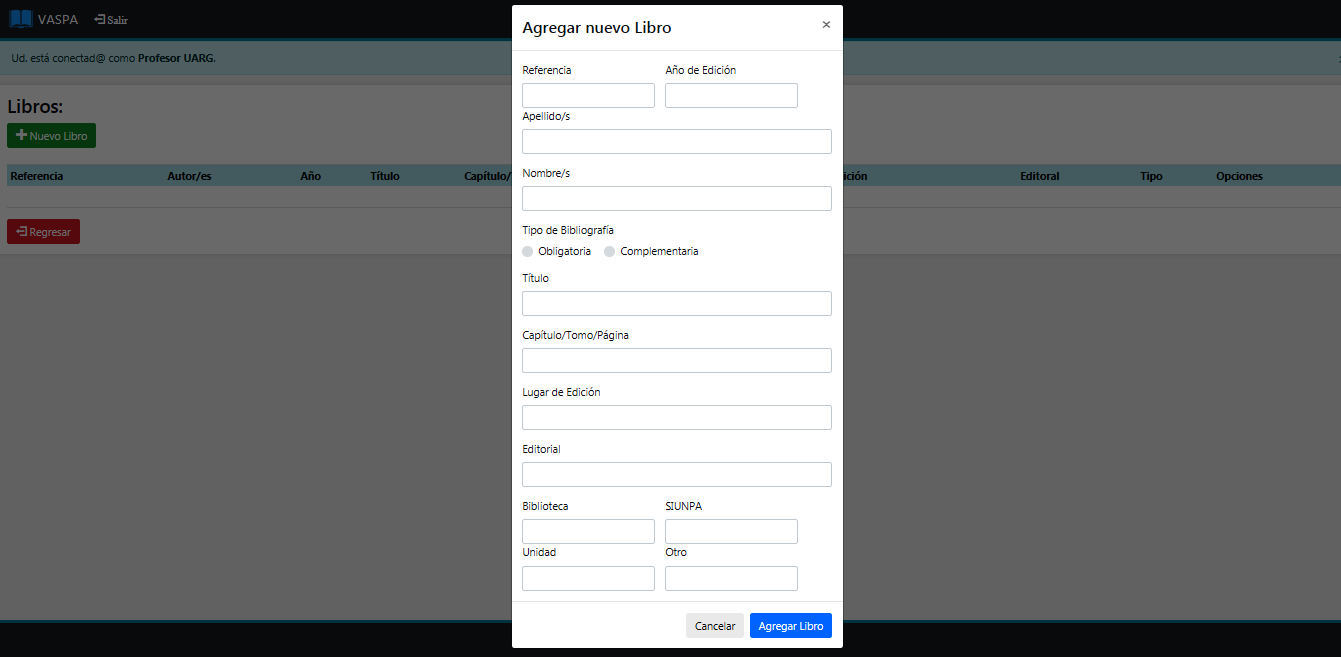 VASPA Salir
Ud. está conectad@ como Profesor UARG.
Libros:
Nuevo Libro
Referencia Autor/es Año Título Capítulo/ ición Editoral Tipo Opciones
Regresar
Agregar nuevo Libro ×
Referencia Año de Edición
Apellido/s
Nombre/s
Tipo de Bibliografía
Obligatoria Complementaria
Título
Capítulo/Tomo/Página
Lugar de Edición
Editorial
Biblioteca SIUNPA
Unidad Otro
Cancelar Agregar Libro